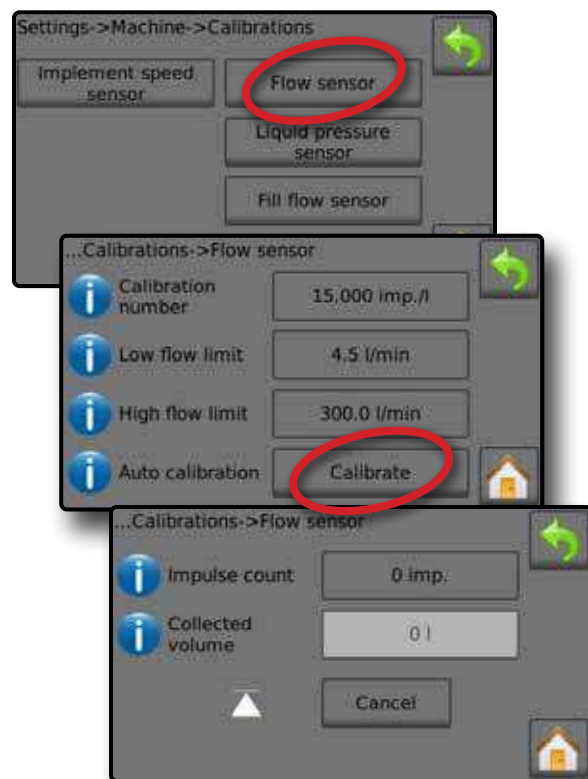 Settings->Machine->Calibrations
Implement speed
sensor
Flow sensor
Liquid pressure
sensor
Fill flow sensor
...Calibrations->Flow sensor
Calibration
number
15.000 imp./l
Low flow limit
4.5 l/min
High flow limit
300.0 l/min
Auto calibration
Calibrate
...Calibrations->Flow sensor
Impulse count
0 imp.
Collected
volume
0 l
Cancel